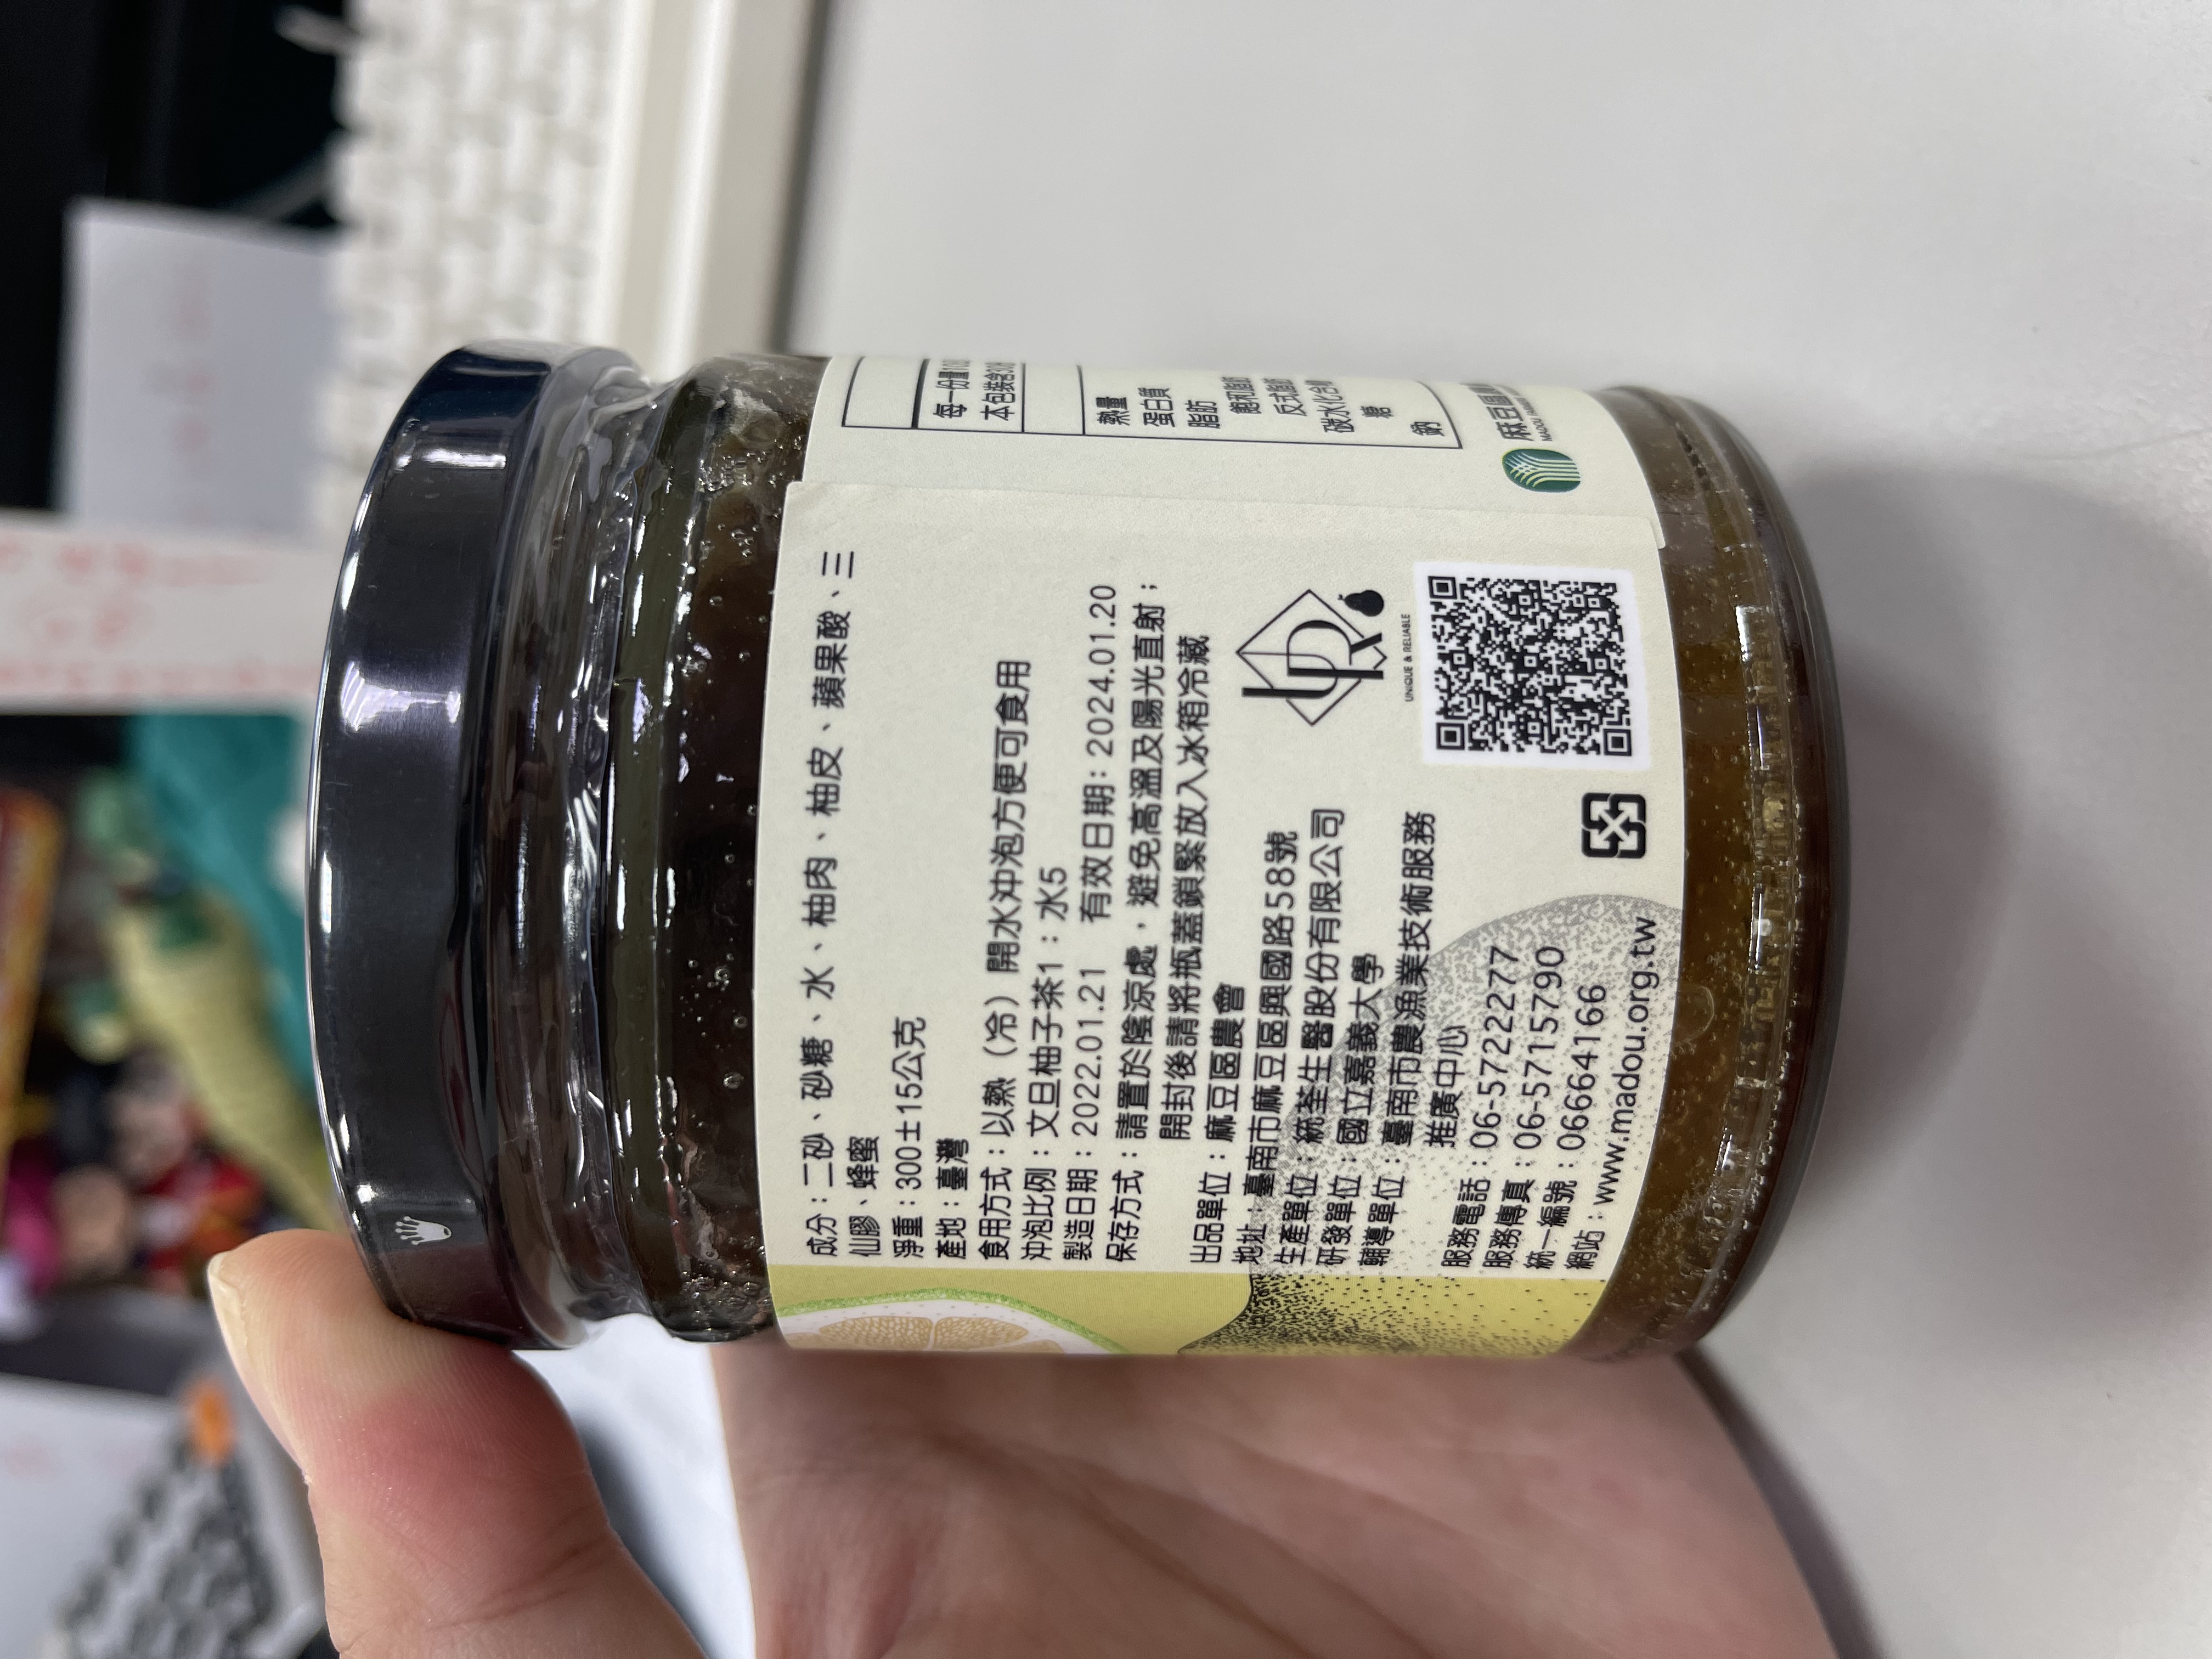 成分：二砂、砂糖、水、柚肉、柚皮、蘋果酸、三
仙膠、蜂蜜
淨重：300±15公克
產地：臺灣
食用方式：以熱（冷）開水沖泡方便可食用
沖泡比例：文旦柚子茶1：水5
製造日期：2022.01.21 有效日期：2024.01.20
保存方式：請置於陰涼處，避免高溫及陽光直射；
開封後請將瓶蓋鎖緊放入冰箱冷藏
出品單位：麻豆區農會
地址：臺南市麻豆區興國路58號
生產單位：統荃生醫股份有限公司
研發單位：國立嘉義大學
輔導單位：臺南市農漁業技術服務
推廣中心
服務電話：06-5722277
服務傳真：06-5715790
統一編號：06664166
網站：www.madou.org.tw
UR
UNIQUE & RELIABLE
每一份量
本包裝含
熱量
蛋白質
脂肪
飽和脂肪
反式脂肪
碳水化合物
糖
鈉
麻豆區
MADOU